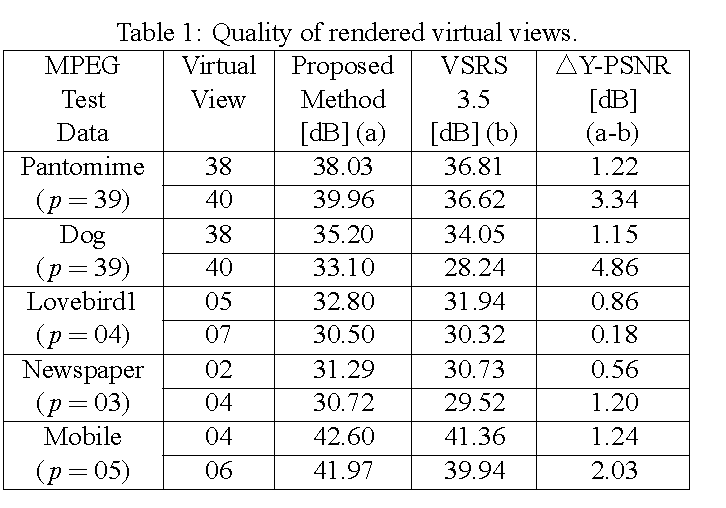 Table 1: Quality of rendered virtual views.
MPEG Test Data Virtual View Proposed Method [dB] (a) VSRS 3.5 [dB] (b) △Y-PSNR [dB] (a-b)
Pantomime 38 38.03 36.81 1.22
(p = 39) 40 39.96 36.62 3.34
Dog 38 35.20 34.05 1.15
(p = 39) 40 33.10 28.24 4.86
Lovebird1 05 32.80 31.94 0.86
(p = 04) 07 30.50 30.32 0.18
Newspaper 02 31.29 30.73 0.56
(p = 03) 04 30.72 29.52 1.20
Mobile 04 42.60 41.36 1.24
(p = 05) 06 41.97 39.94 2.03